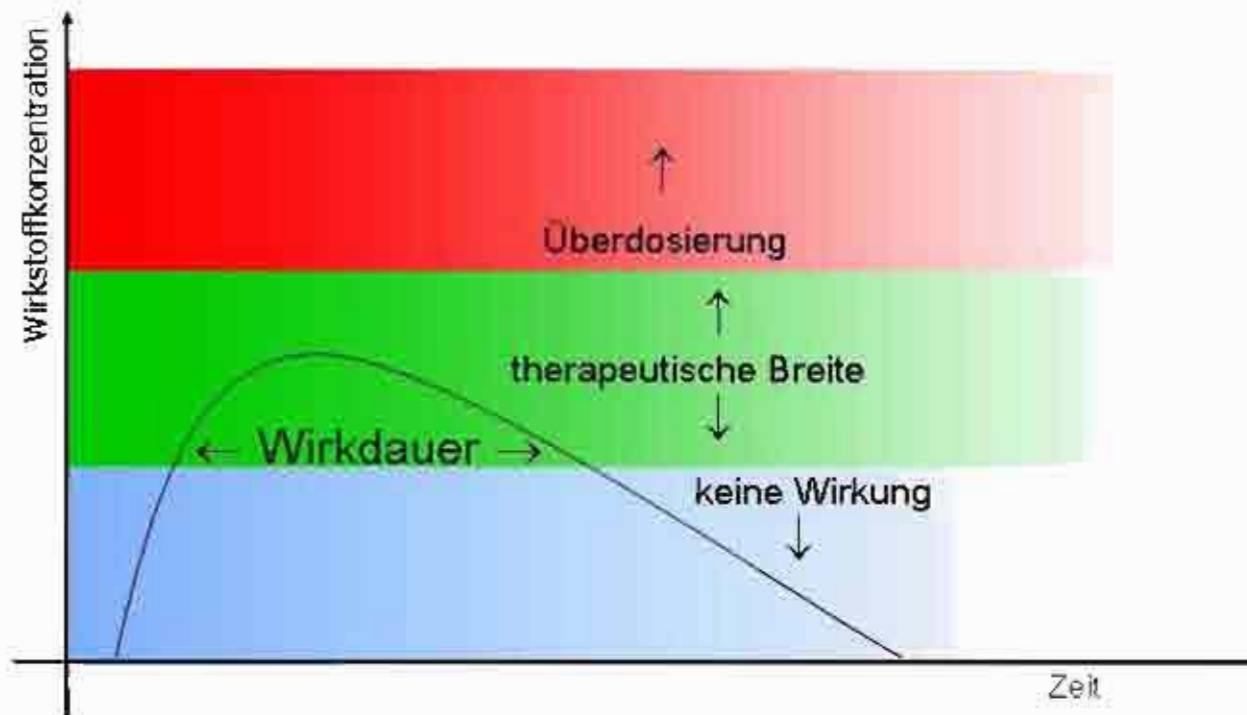 Wirkstoffkonzentration
Überdosierung
therapeutische Breite
Wirkdauer
keine Wirkung
Zeit